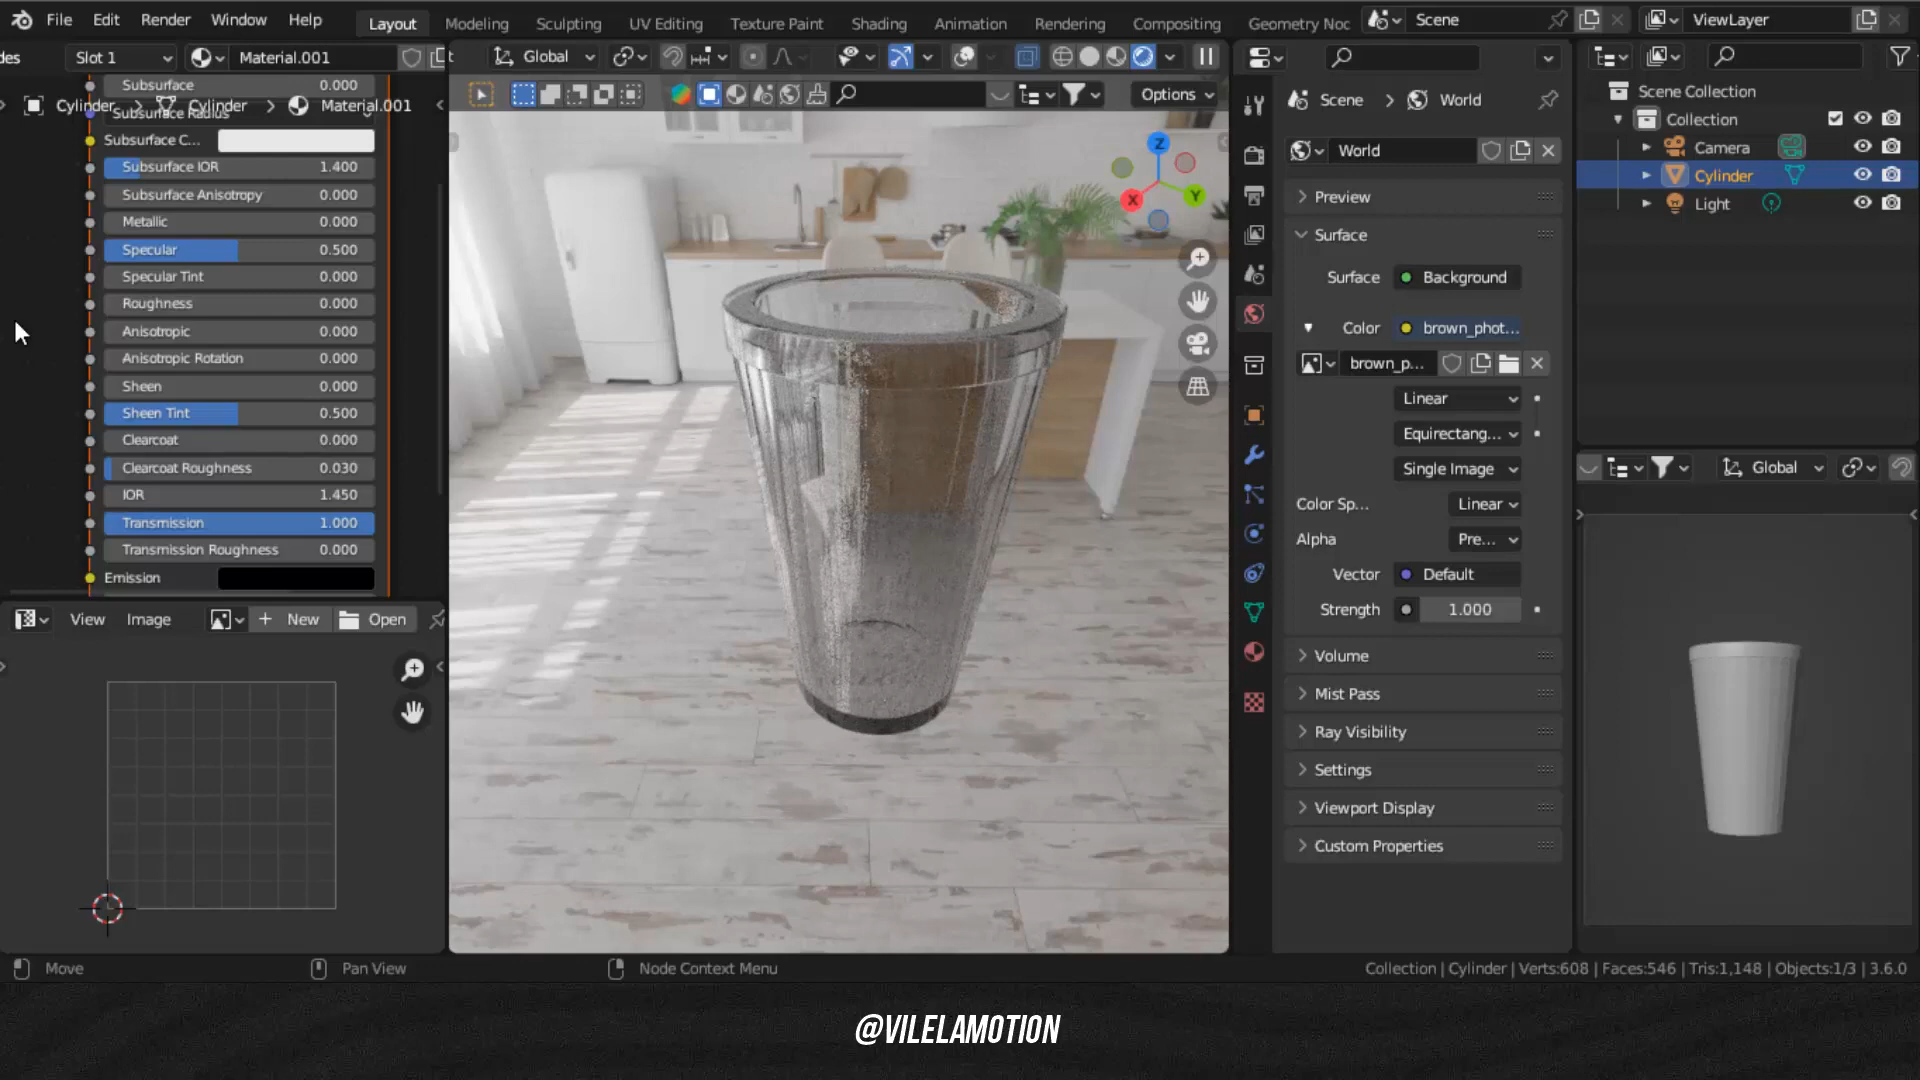 File Edit Render Window Help Layout Modeling Sculpting UV Editing Texture Paint Shading Animation Rendering Compositing Geometry Noc Scene ViewLayer
des Slot 1 Material.001 Global
Options
Cylinder Cylinder Material.001
Subsurface 0.000
Subsurface Radius
Subsurface C...
Subsurface IOR 1.400
Subsurface Anisotropy 0.000
Metallic 0.000
Specular 0.500
Specular Tint 0.000
Roughness 0.000
Anisotropic 0.000
Anisotropic Rotation 0.000
Sheen 0.000
Sheen Tint 0.500
Clearcoat 0.000
Clearcoat Roughness 0.030
IOR 1.450
Transmission 1.000
Transmission Roughness 0.000
Emission
View Image New Open
Z
X
Y
Scene World
World
Preview
Surface
Surface Background
Color brown_phot...
brown_p...
Linear
Equirectang...
Single Image
Color Sp... Linear
Alpha Pre...
Vector Default
Strength 1.000
Volume
Mist Pass
Ray Visibility
Settings
Viewport Display
Custom Properties
Scene Collection
Collection
Camera
Cylinder
Light
Global
Move Pan View Node Context Menu Collection | Cylinder | Verts:608 | Faces:546 | Tris:1,148 | Objects:1/3 | 3.6.0
@VILELAMOTION